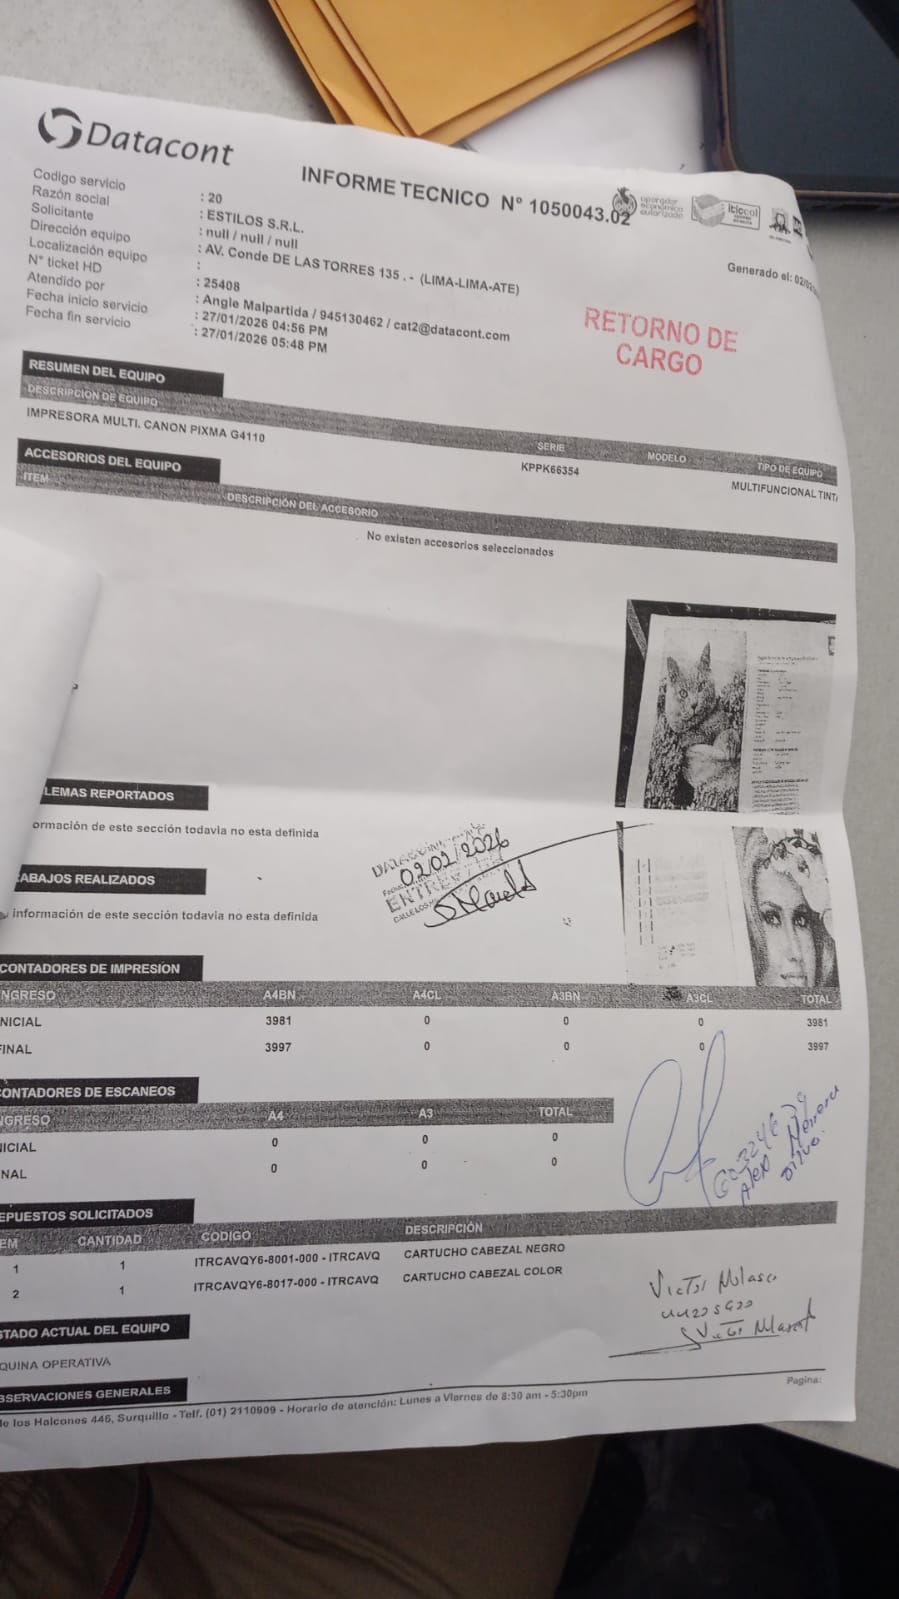 Datacont
INFORME TECNICO N° 1050043.02
operador
económico
autorizado
Generado el: 02/02
Codigo servicio : 20
Razón social : ESTILOS S.R.L.
Solicitante : null / null / null
Dirección equipo : AV. Conde DE LAS TORRES 135 . - (LIMA-LIMA-ATE)
Localización equipo :
N° ticket HD : 25408
Atendido por : Angie Malpartida / 945130462 / cat2@datacont.com
Fecha inicio servicio : 27/01/2026 04:56 PM
Fecha fin servicio : 27/01/2026 05:48 PM
RETORNO DE
CARGO
RESUMEN DEL EQUIPO
DESCRIPCION DE EQUIPO SERIE MODELO TIPO DE EQUIPO
IMPRESORA MULTI. CANON PIXMA G4110 KPPK66354 MULTIFUNCIONAL TINTA
ACCESORIOS DEL EQUIPO
ITEM DESCRIPCIÓN DEL ACCESORIO
No existen accesorios seleccionados
LEMAS REPORTADOS
ormación de este sección todavia no esta definida
02/02/2026
ABAJOS REALIZADOS
información de este sección todavia no esta definida
CONTADORES DE IMPRESIÓN
NGRESO A4BN A4CL A3BN A3CL TOTAL
NICIAL 3981 0 0 0 3981
FINAL 3997 0 0 0 3997
CONTADORES DE ESCANEOS
NGRESO A4 A3 TOTAL
NICIAL 0 0 0
NAL 0 0 0
EPUESTOS SOLICITADOS
EM CANTIDAD CODIGO DESCRIPCIÓN
1 1 ITRCAVQY6-8001-000 - ITRCAVQ CARTUCHO CABEZAL NEGRO
2 1 ITRCAVQY6-8017-000 - ITRCAVQ CARTUCHO CABEZAL COLOR
Victor
STADO ACTUAL DEL EQUIPO
QUINA OPERATIVA
BSERVACIONES GENERALES
Pagina:
le los Halcones 446, Surquillo - Telf. (01) 2110909 - Horario de atención: Lunes a Viernes de 8:30 am - 5:30pm